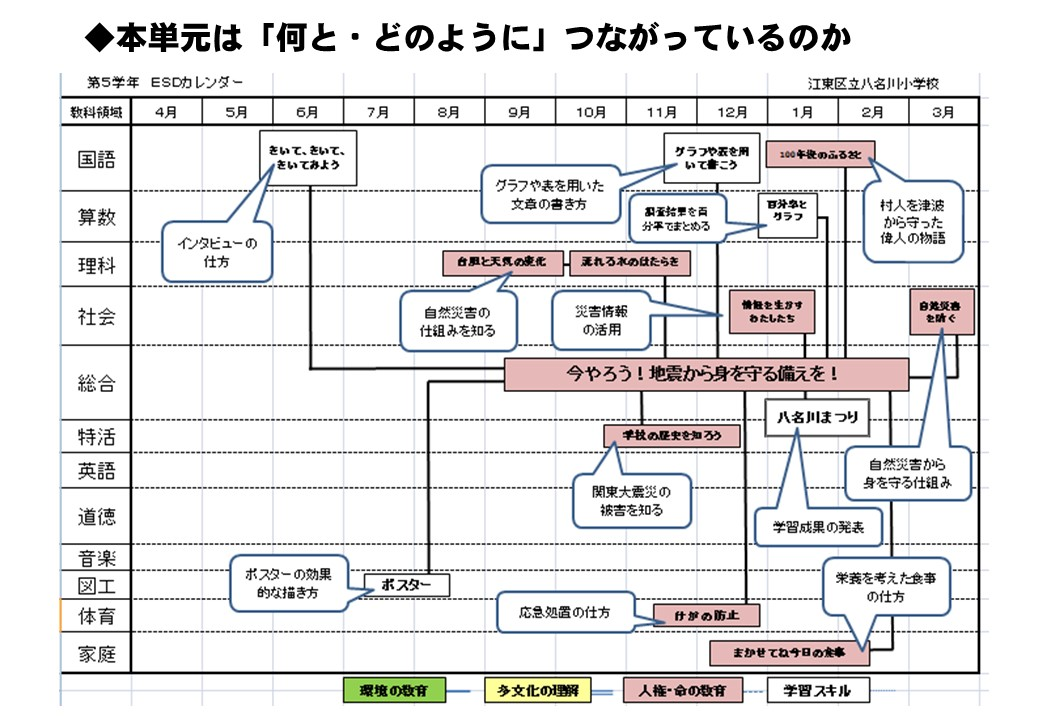 ◆本単元は「何と・どのように」つながっているのか
第5学年　ESDカレンダー
江東区立八名川小学校
教科領域　4月　5月　6月　7月　8月　9月　10月　11月　12月　1月　2月　3月
国語
きいて、きいて、
きいてみよう
グラフや表を用
いて書こう
100年後のふるさと
グラフや表を用いた
文章の書き方
算数
調査結果を百
分率でまとめる
百分率と
グラフ
村人を津波
から守った
偉人の物語
インタビューの
仕方
理科
台風と天気の変化
流れる水のはたらき
社会
自然災害の
仕組みを知る
災害情報
の活用
情報を生かす
わたしたち
自然災害
を防ぐ
総合
今やろう！地震から身を守る備えを！
八名川まつり
特活
学校の歴史を知ろう
英語
自然災害から
身を守る仕組み
関東大震災の
被害を知る
道徳
学習成果の発表
音楽
ポスターの効果
的な描き方
図工
ポスター
栄養を考えた食事
の仕方
体育
応急処置の仕方
けがの防止
家庭
まかせてね今日の食事
環境の教育　多文化の理解　人権・命の教育　学習スキル